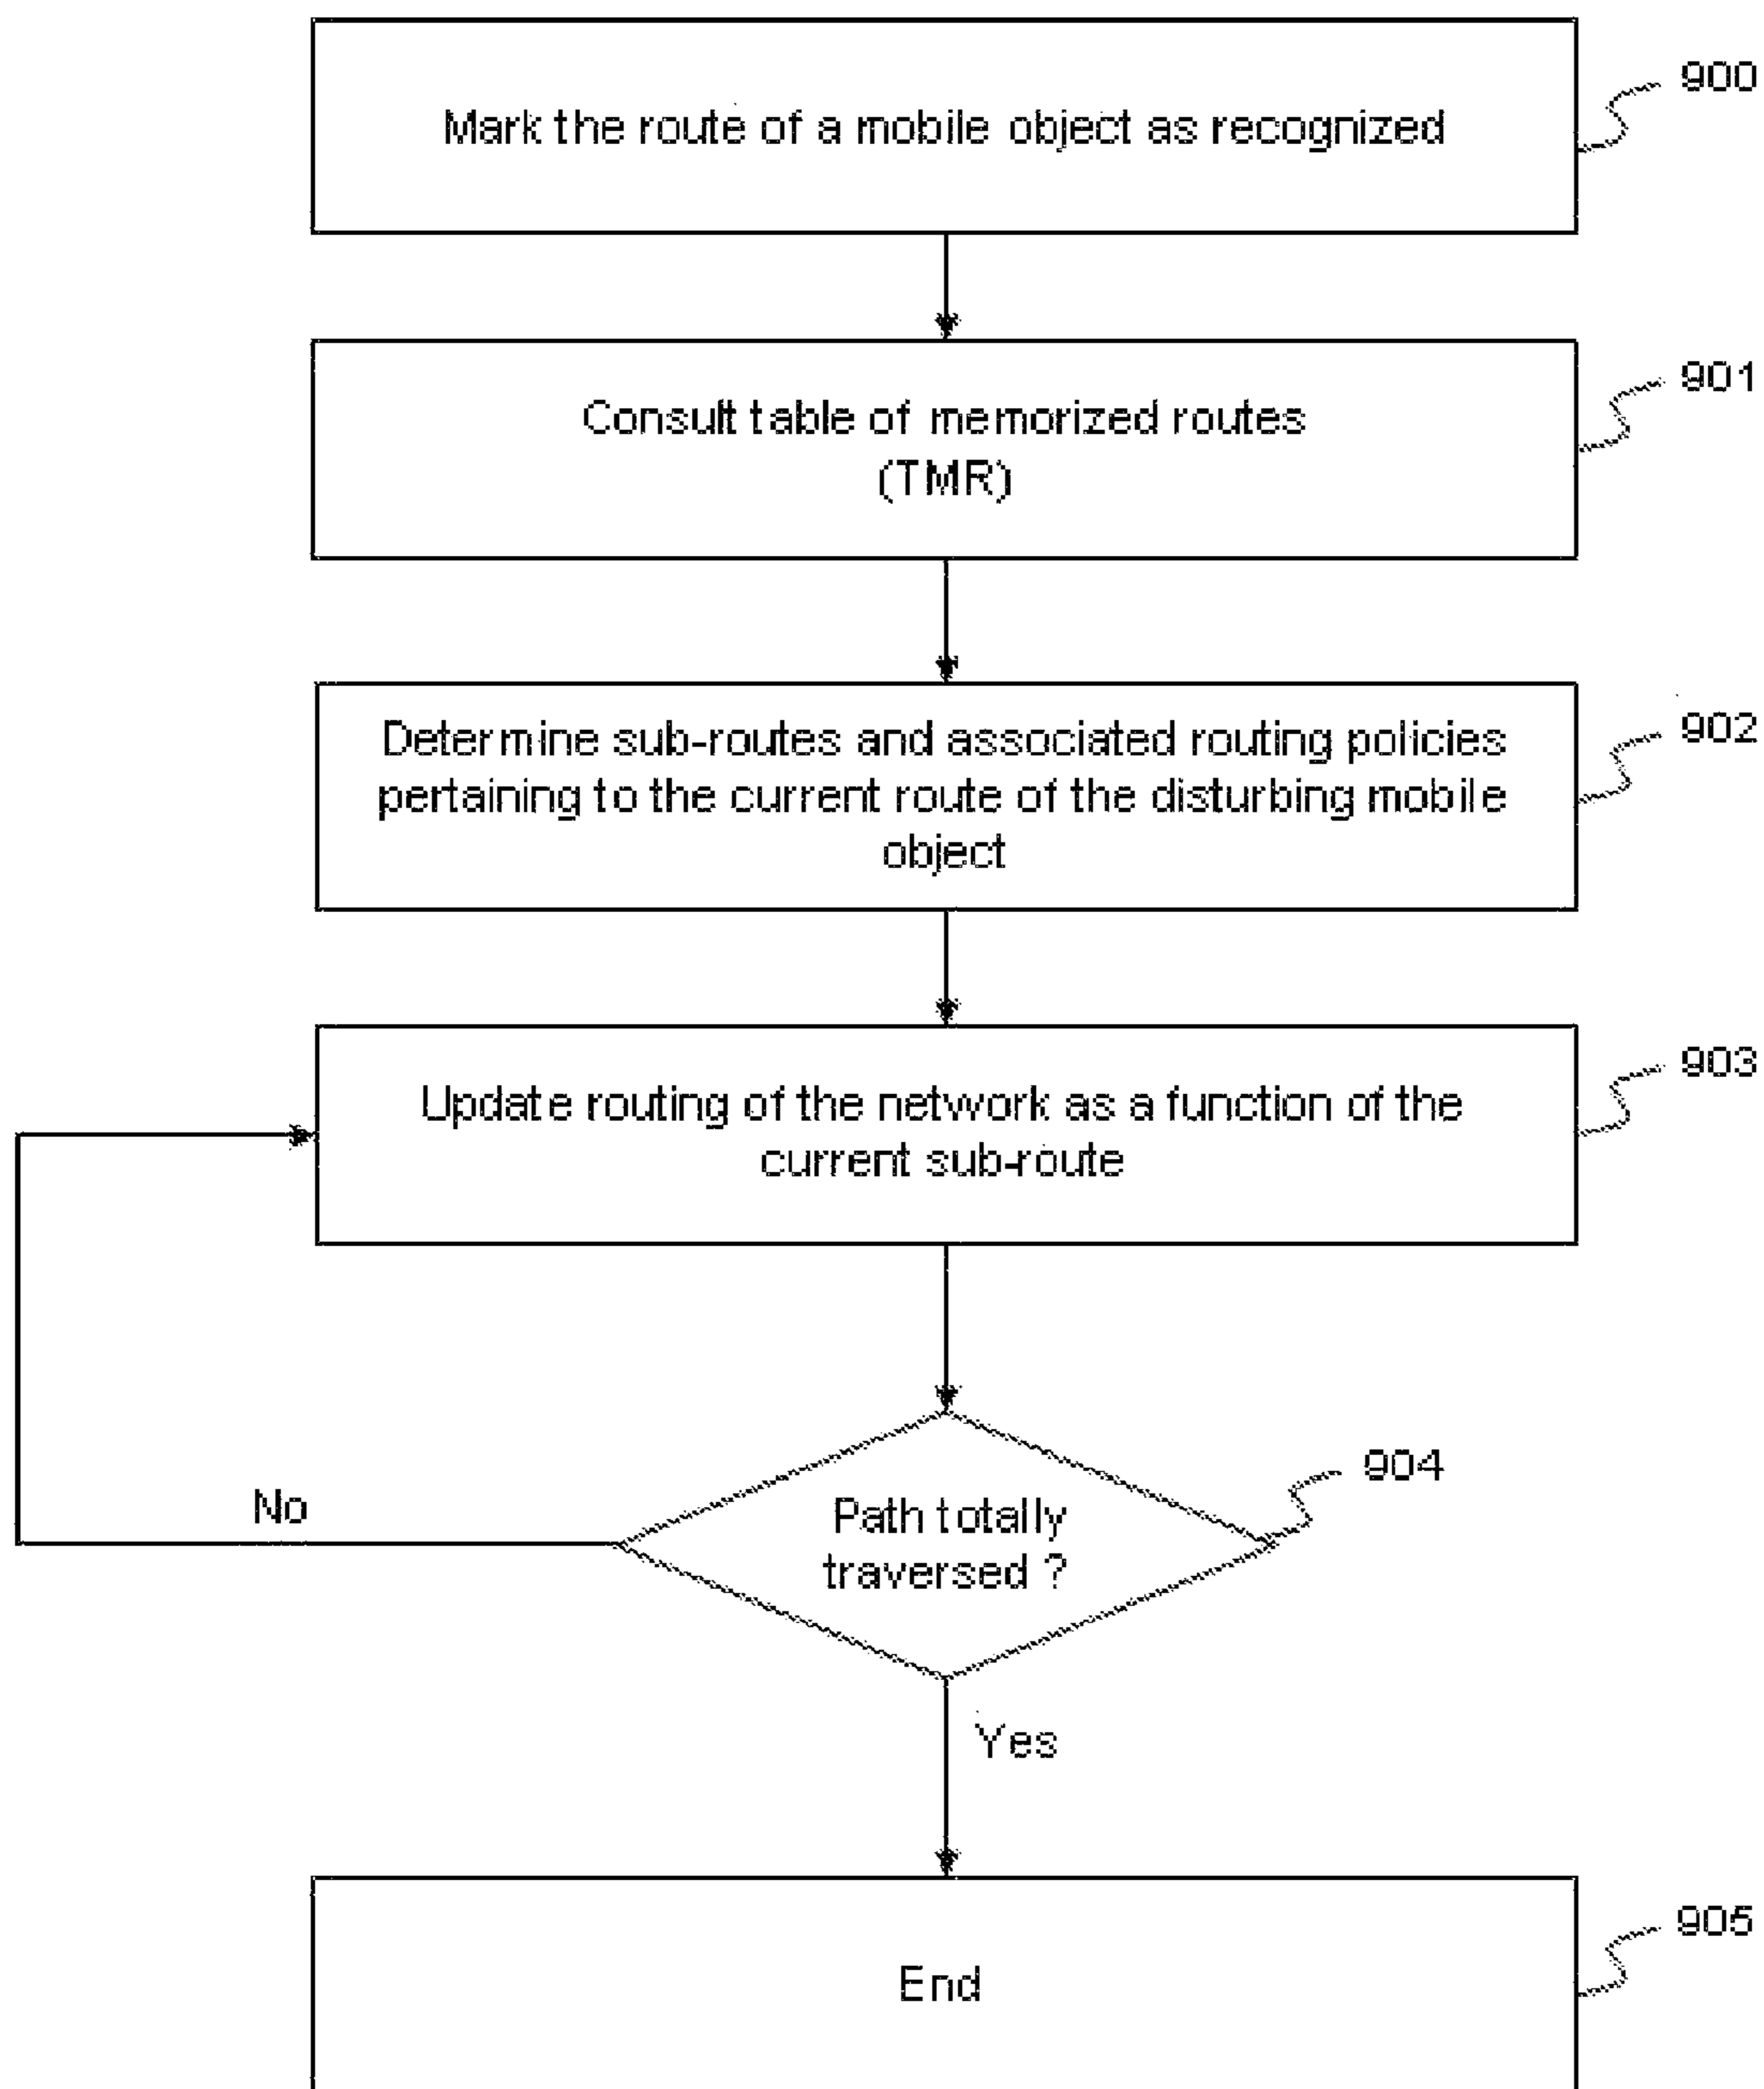 900
Mark the route of a mobile object as recognized
901
Consult table of memorized routes
(TMR)
902
Determine sub-routes and associated routing policies
pertaining to the current route of the disturbing mobile
object
903
Update routing of the network as a function of the
current sub-route
904
Path totally
traversed ?
No
Yes
905
End